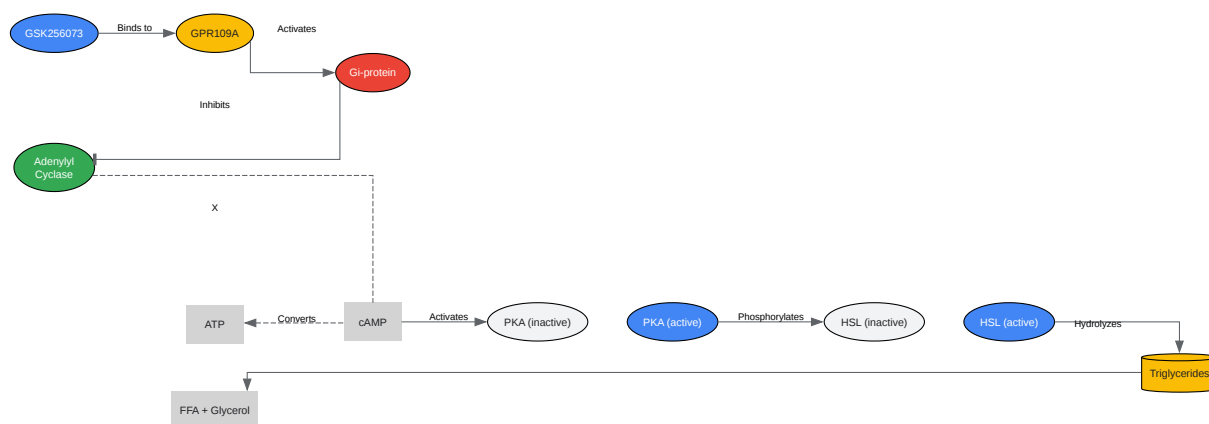 GSK256073
Binds to
GPR109A
Activates
Gi-protein
Inhibits
Adenylyl
Cyclase
X
ATP
Converts
cAMP
Activates
PKA (inactive)
PKA (active)
Phosphorylates
HSL (inactive)
HSL (active)
Hydrolyzes
Triglycerides
FFA + Glycerol